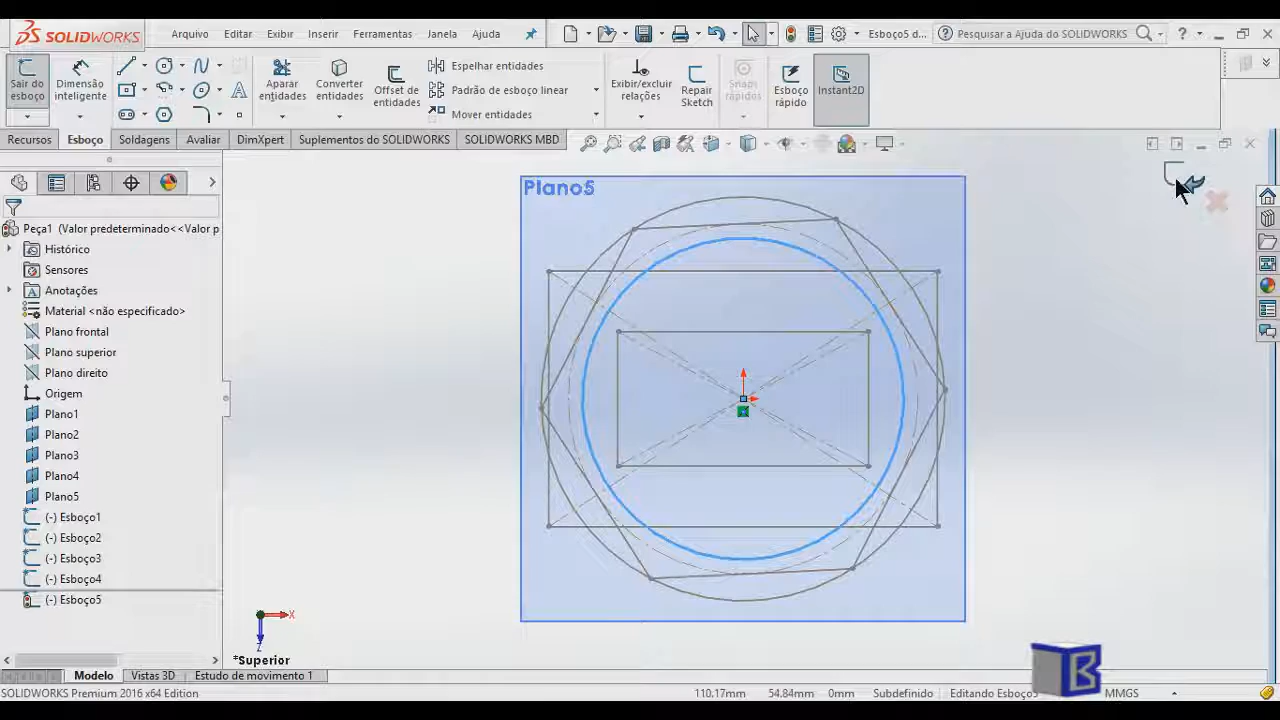 SOLIDWORKS
Arquivo Editar Exibir Inserir Ferramentas Janela Ajuda
Esboço5 d...
Pesquisar a Ajuda do SOLIDWORKS
Sair do esboço
Dimensão inteligente
Aparar entidades
Converter entidades
Offset de entidades
Espelhar entidades
Padrão de esboço linear
Mover entidades
Exibir/excluir relações
Repair Sketch
Snaps rápidos
Esboço rápido
Instant2D
Recursos Esboço Soldagens Avaliar DimXpert Suplementos do SOLIDWORKS SOLIDWORKS MBD
Peça1 (Valor predeterminado<<Valor p
Histórico
Sensores
Anotações
Material <não especificado>
Plano frontal
Plano superior
Plano direito
Origem
Plano1
Plano2
Plano3
Plano4
Plano5
(-) Esboço1
(-) Esboço2
(-) Esboço3
(-) Esboço4
(-) Esboço5
Plano5
X
Z
*Superior
Modelo Vistas 3D Estudo de movimento 1
SOLIDWORKS Premium 2016 x64 Edition
110.17mm 54.84mm 0mm Subdefinido Editando Esboço5 MMGS
B